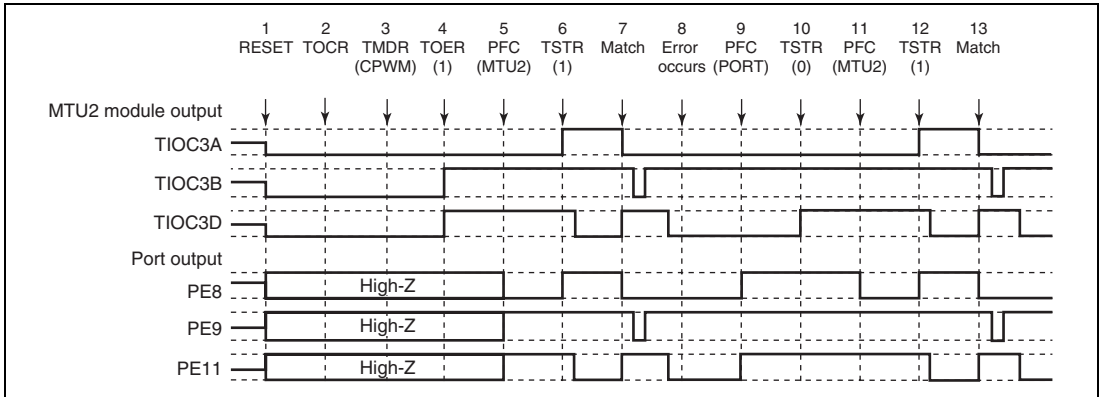 1 2 3 4 5 6 7 8 9 10 11 12 13
RESET TOCR TMDR TOER PFC TSTR Match Error PFC TSTR PFC TSTR Match
(CPWM) (1) (MTU2) (1) occurs (PORT) (0) (MTU2) (1)
MTU2 module output
TIOC3A
TIOC3B
TIOC3D
Port output
PE8 High-Z
PE9 High-Z
PE11 High-Z